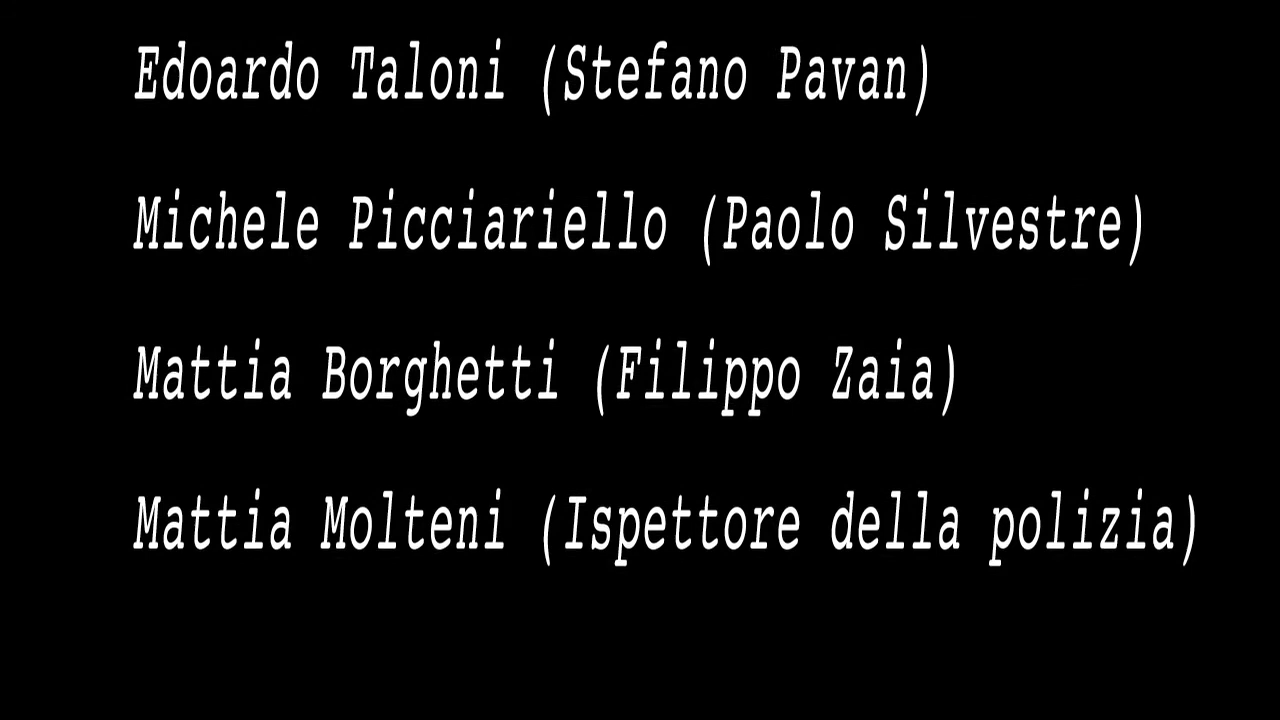 Edoardo Taloni (Stefano Pavan)
Michele Picciariello (Paolo Silvestre)
Mattia Borghetti (Filippo Zaia)
Mattia Molteni (Ispettore della polizia)